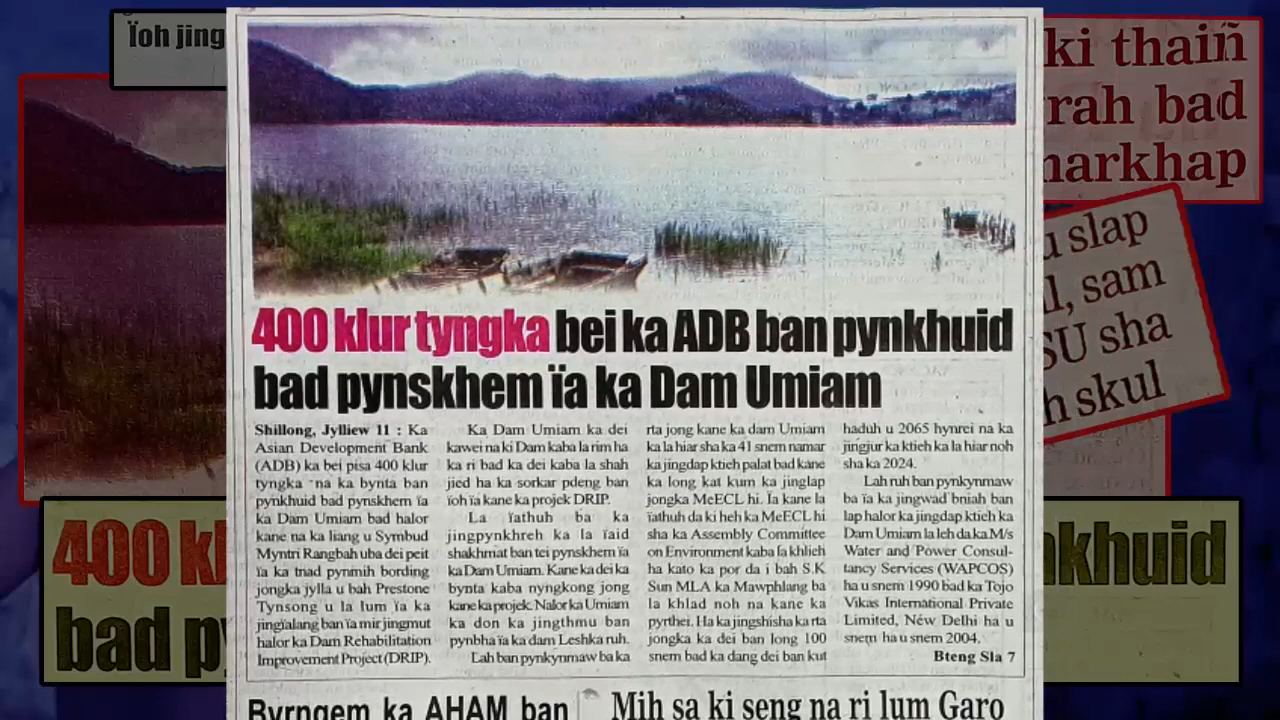 Ïoh jing
ki thaiñ
rah bad
narkhap
u slap
l, sam
SU sha
h skul
400 kl
bad py
nkhuid
400 klur tyngka bei ka ADB ban pynkhuid
bad pynskhem ïa ka Dam Umiam
Shillong, Jylliew 11 : Ka
Asian Development Bank
(ADB) ka bei pisa 400 klur
tyngka na ka bynta ban
pynkhuid bad pynskhem ïa
ka Dam Umiam bad halor
kane na ka liang u Symbud
Myntri Rangbah uba dei peit
ïa ka tnad pynmih bording
jongka jylla u bah Prestone
Tynsong u la lum ïa ka
jingïalang ban ïa mir jingmut
halor ka Dam Rehabilitation
Improvement Project (DRIP).
Ka Dam Umiam ka dei
kawei na ki Dam kaba la rim ha
ka ri bad ka dei kaba la shah
jied ha ka sorkar pdeng ban
ïoh ïa kane ka projek DRIP.
La ïathuh ba ka
jingpynkhreh ka la ïaid
shakhmat ban tei pynskhem ïa
ka Dam Umiam. Kane ka dei ka
bynta kaba nyngkong jong
kane ka projek. Nalor ka Umiam
ka don ka jingthmu ban
pynbha ïa ka dam Leshka ruh.
Lah ban pynkynmaw ba ka
rta jong kane ka dam Umiam
ka la hiar sha ka 41 snem namar
ka jingdap ktieh palat bad kane
ka long kat kum ka jinglap
jongka MeECL hi. Ïa kane la
ïathuh da ki heh ka MeECL hi
sha ka Assembly Committee
on Environment kaba la khlieh
ha kato ka por da i bah S.K.
Sun MLA ka Mawphlang ba
la khlad noh na kane ka
pyrthei. Ha ka jingshisha ka rta
jongka ka dei ban long 100
snem bad ka dang dei ban kut
haduh u 2065 hynrei na ka
jingjur ka ktieh ka la hiar noh
sha ka 2024.
Lah ruh ban pynkynmaw
ba ïa ka jingwad bniah ban
lap halor ka jingdap ktieh ka
Dam Umiam la leh da ka M/s
Water and Power Consul-
tancy Services (WAPCOS)
ha u snem 1990 bad ka Tojo
Vikas International Private
Limited, New Delhi ha u
snem ha u snem 2004.
Bteng Sla 7
Byrngem ka AHAM ban
Mih sa ki seng na ri lum Garo